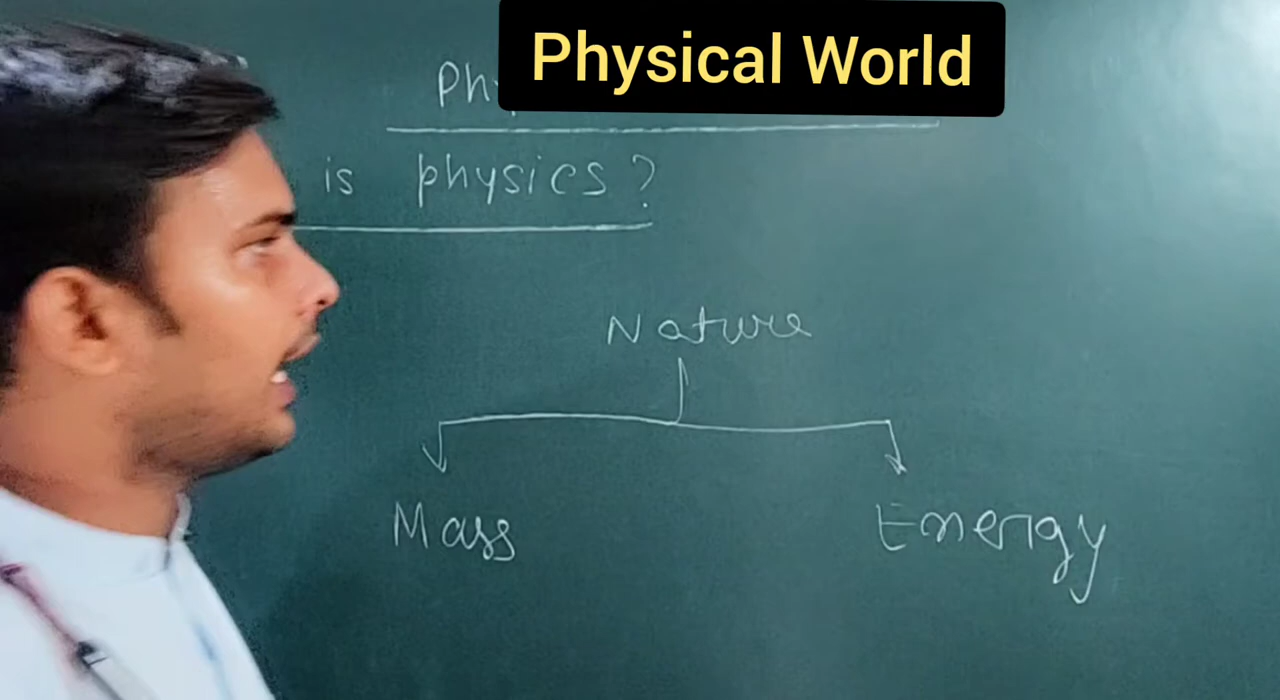 Physical World
is physics?
Nature
Mass
Energy